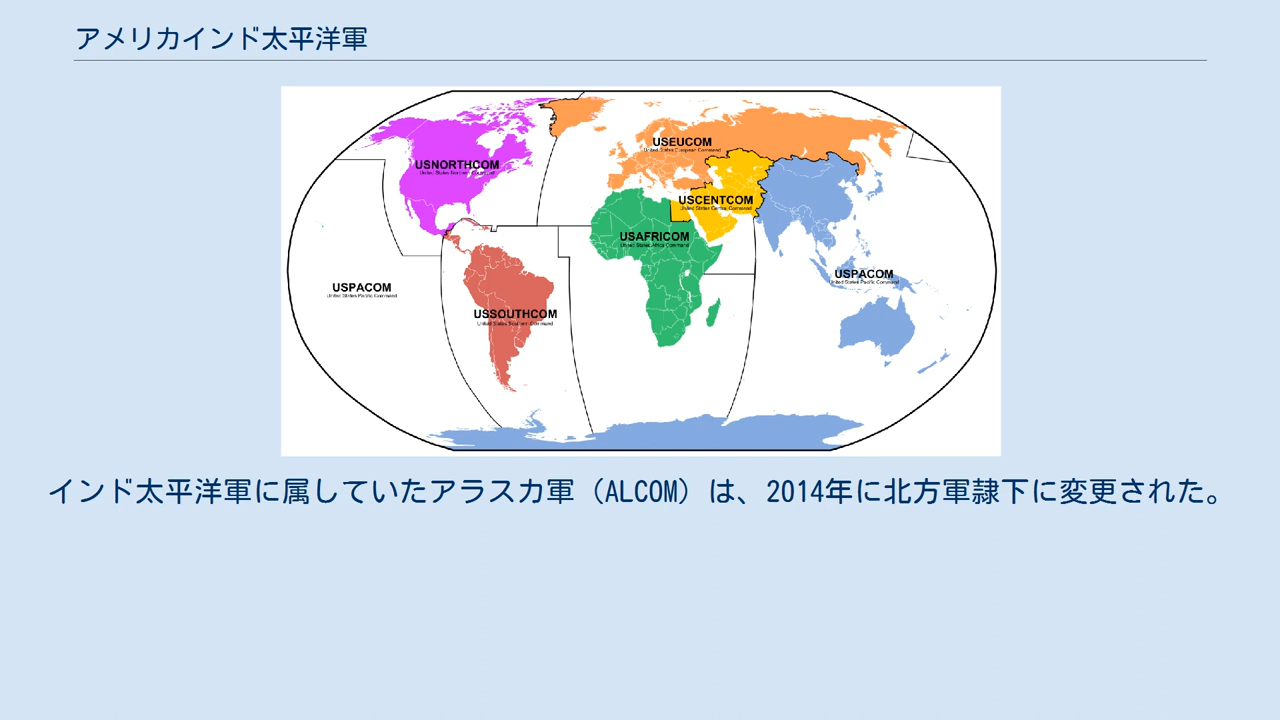 アメリカインド太平洋軍
USNORTHCOM
United States Northern Command
USEUCOM
United States European Command
USCENTCOM
United States Central Command
USAFRICOM
United States Africa Command
USPACOM
United States Pacific Command
USPACOM
United States Pacific Command
USSOUTHCOM
United States Southern Command
インド太平洋軍に属していたアラスカ軍（ALCOM）は、2014年に北方軍隷下に変更された。